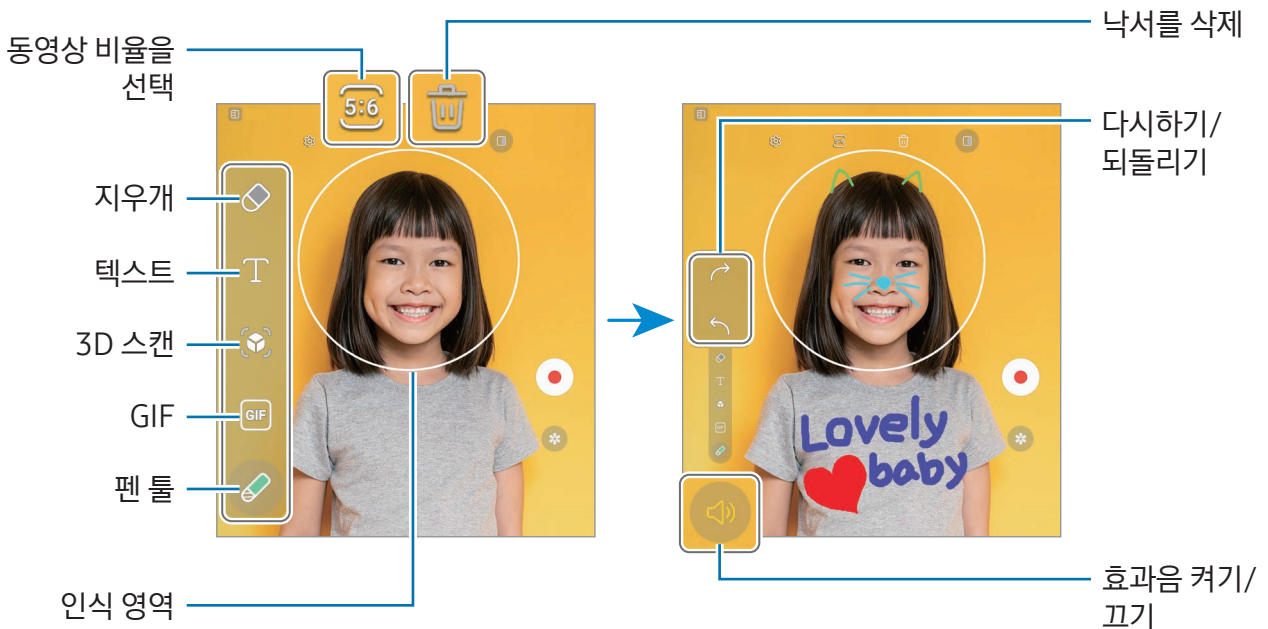 동영상 비율을
선택
낙서를 삭제
5:6
다시하기/
되돌리기
지우개
텍스트
T
3D 스캔
GIF
GIF
펜 툴
인식 영역
T
GIF
Lovely
baby
효과음 켜기/
끄기